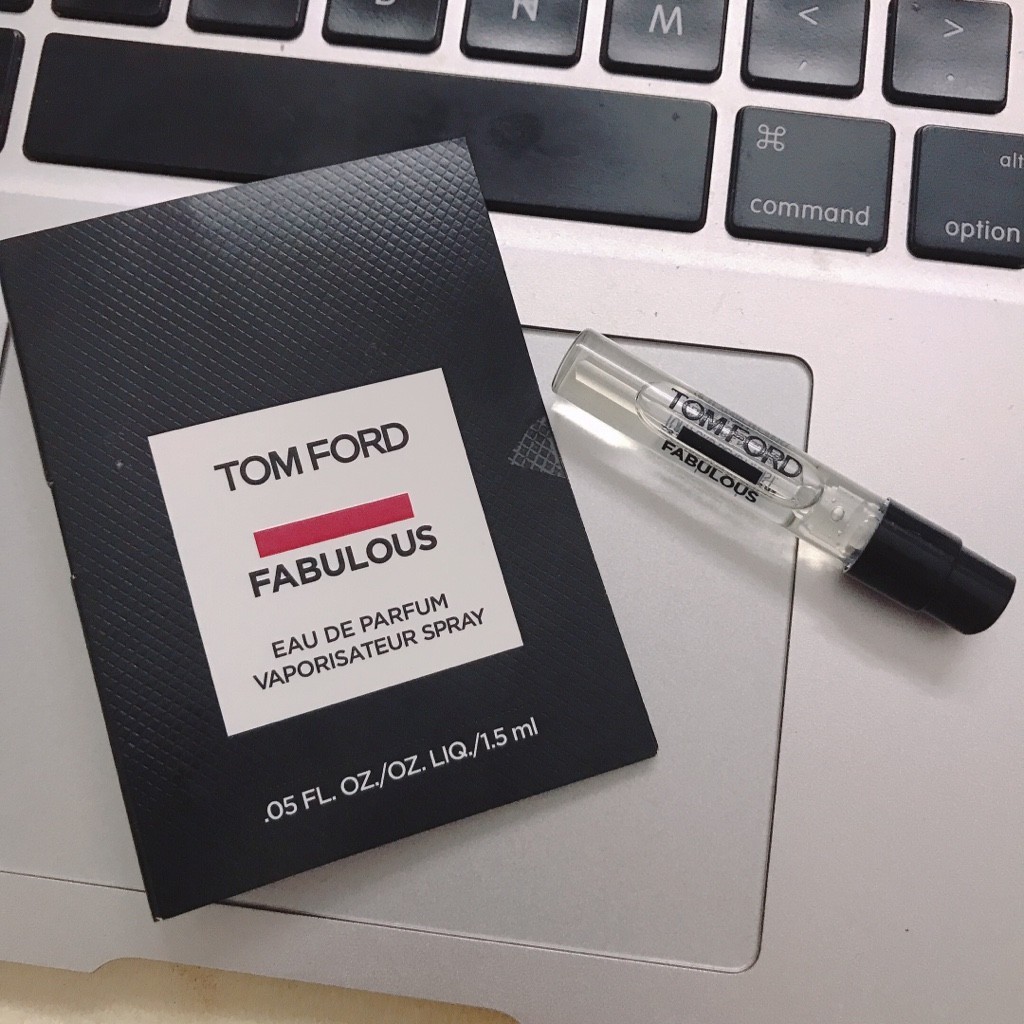 N
M
<
,
>
.
⌘
command
alt
option
TOM FORD
FABULOUS
EAU DE PARFUM
VAPORISATEUR SPRAY
.05 FL. OZ./OZ. LIQ./1.5 ml
TOM FORD
FABULOUS